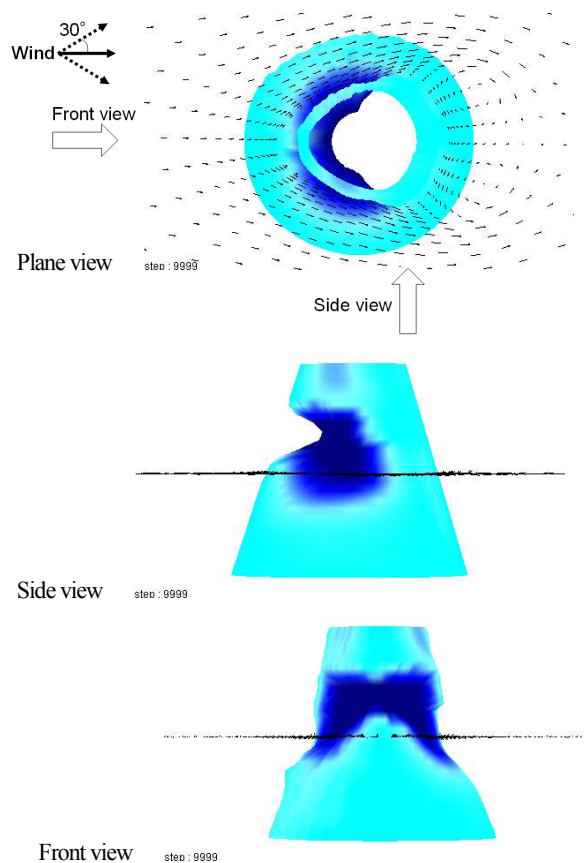 30°
Wind
Front view
Plane view
step : 9999
Side view
Side view
step : 9999
Front view
step : 9999